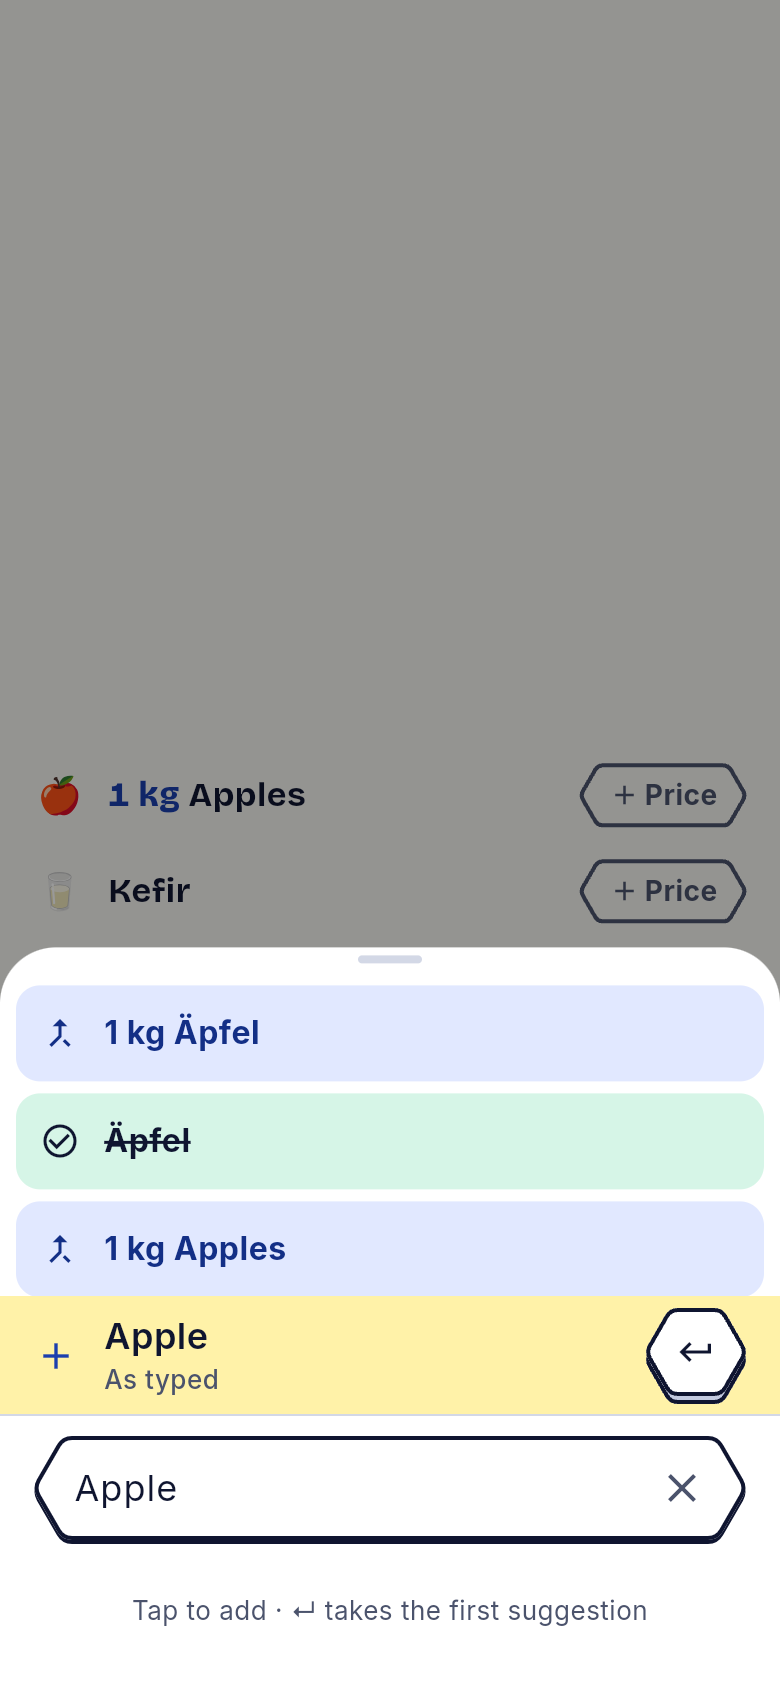 1 kg Apples
+ Price
Kefir
+ Price
1 kg Äpfel
Äpfel
1 kg Apples
Apple
As typed
Apple
Tap to add · ↵ takes the first suggestion